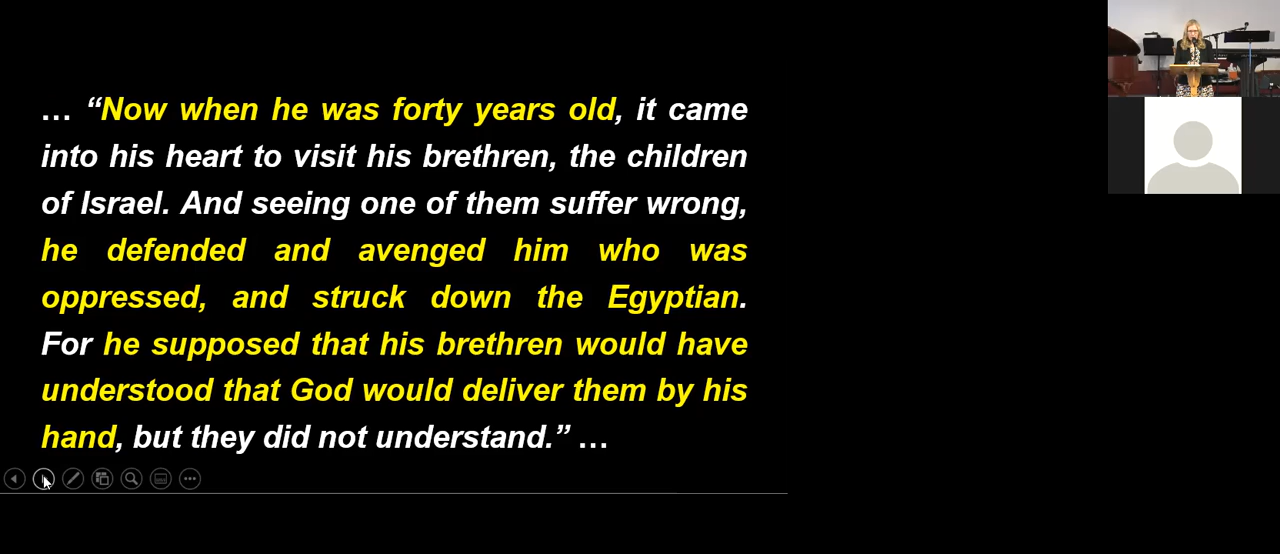 … “Now when he was forty years old, it came
into his heart to visit his brethren, the children
of Israel. And seeing one of them suffer wrong,
he defended and avenged him who was
oppressed, and struck down the Egyptian.
For he supposed that his brethren would have
understood that God would deliver them by his
hand, but they did not understand.” …